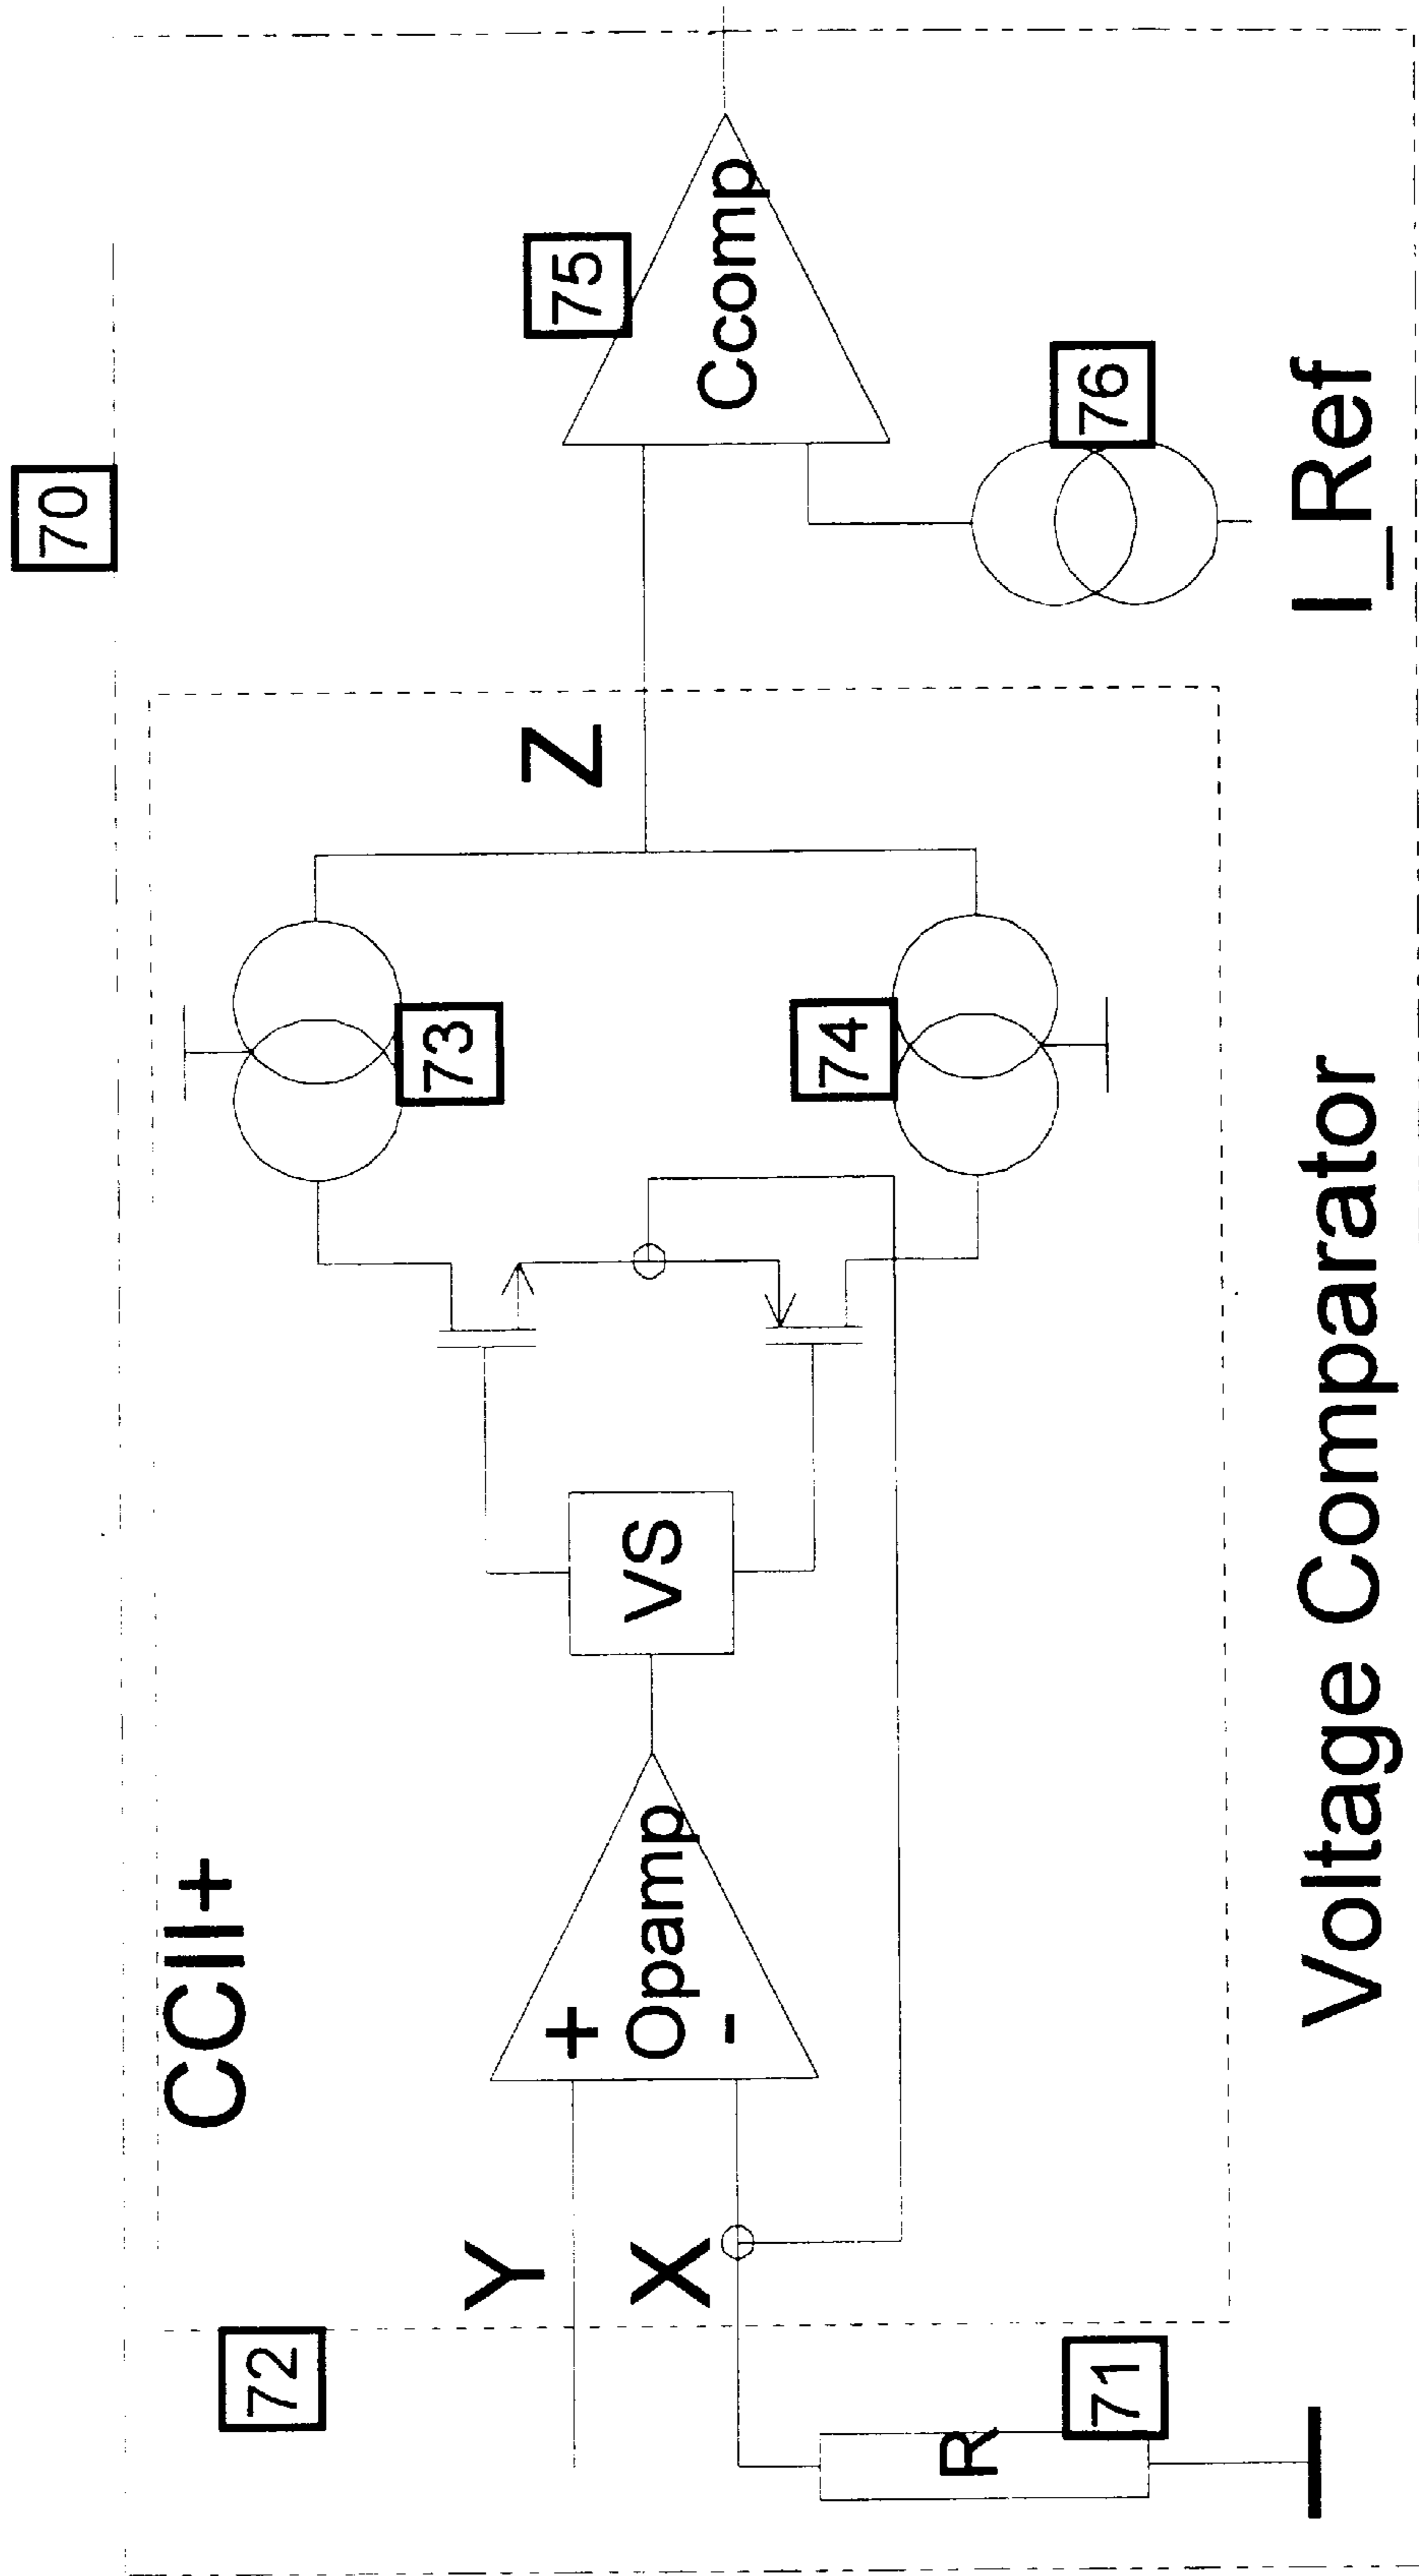 70
72
CCII+
Y
X
+
Opamp
-
VS
73
74
Z
75
Ccomp
76
I_Ref
R
71
Voltage Comparator